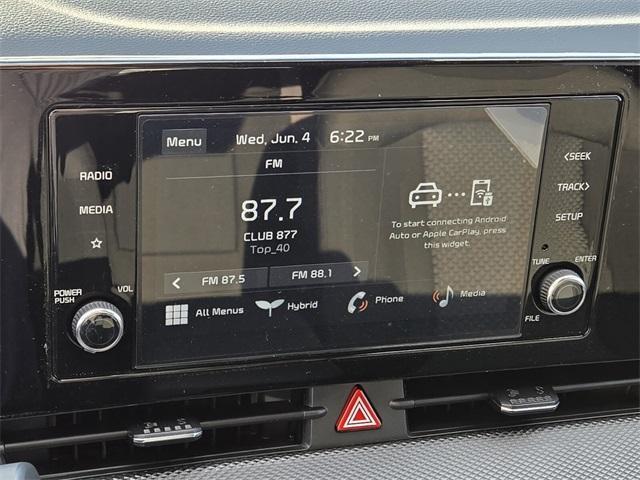 Menu Wed, Jun. 4 6:22 PM
FM
87.7
CLUB 877
Top_40
< FM 87.5 FM 88.1 >
To start connecting Android
Auto or Apple CarPlay, press
this widget.
All Menus Hybrid Phone Media
RADIO
MEDIA
POWER
PUSH
VOL
<SEEK
TRACK>
SETUP
TUNE
ENTER
FILE